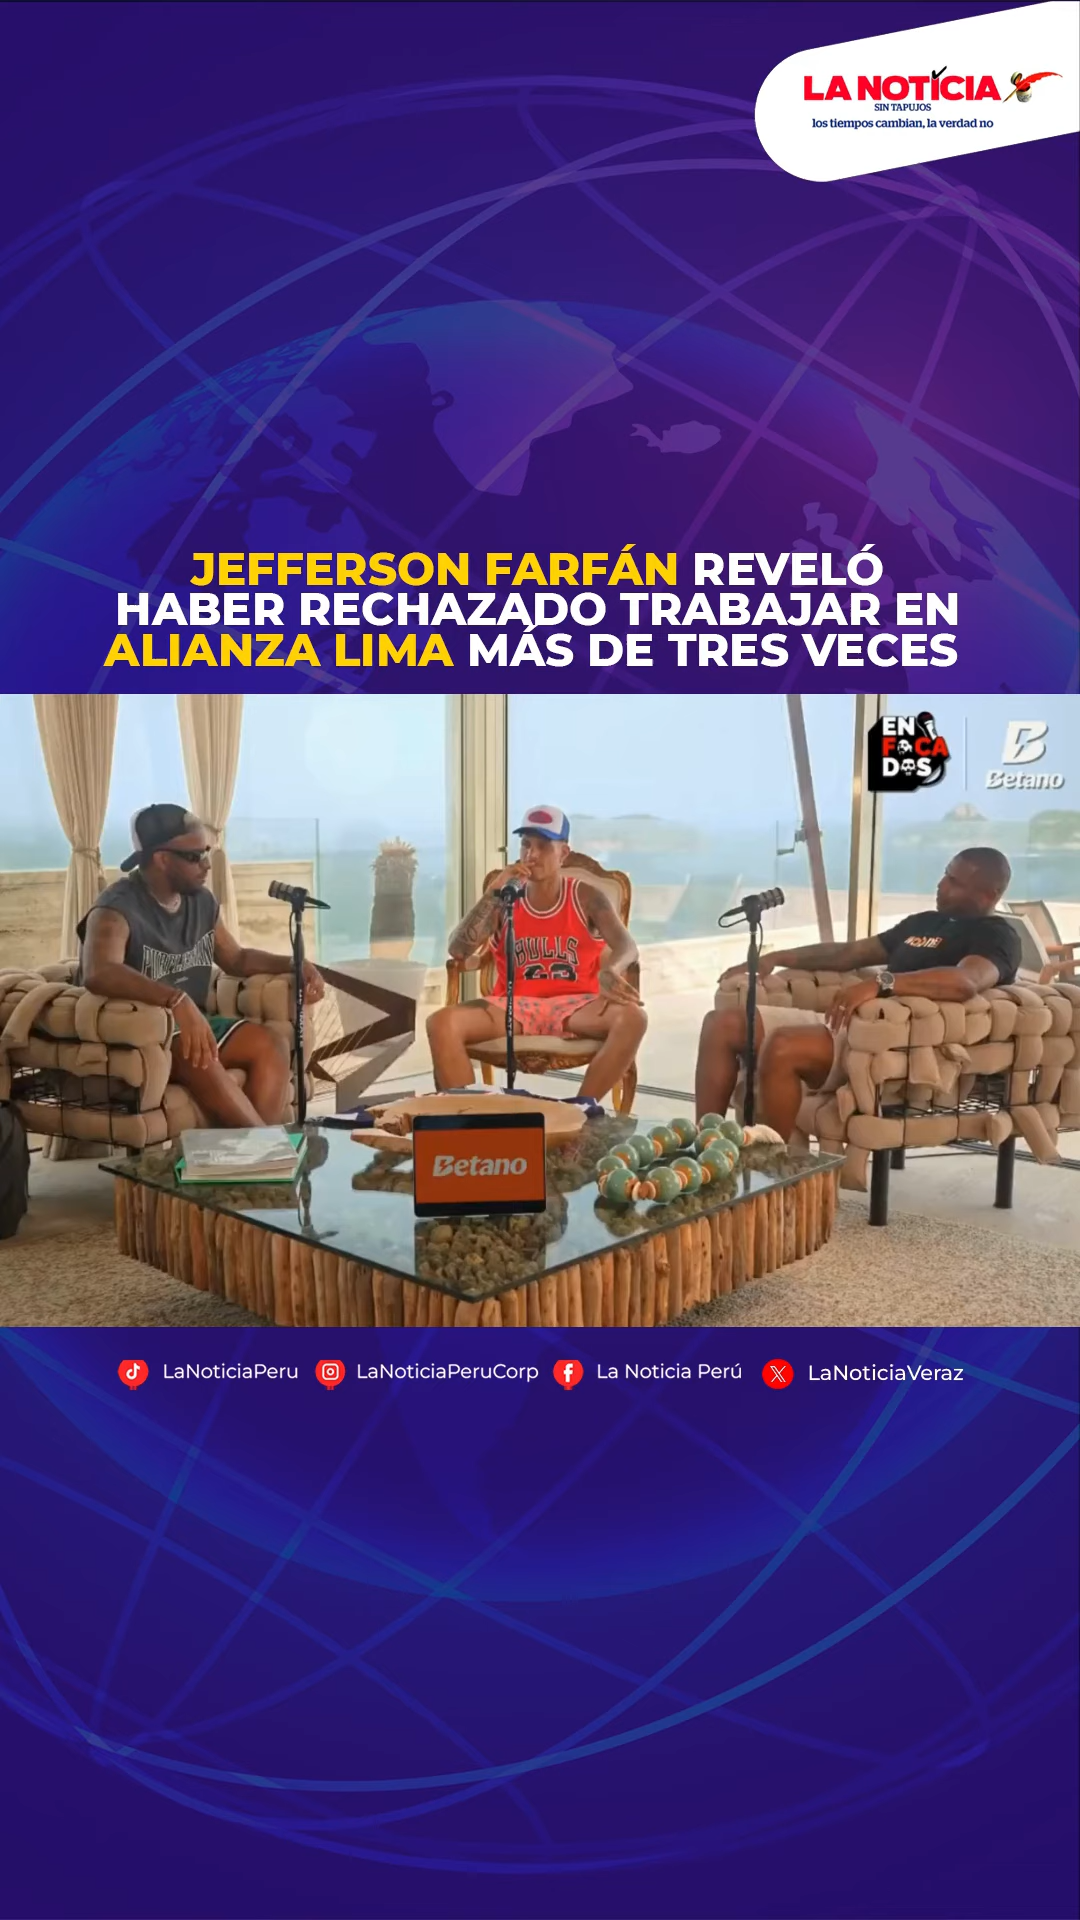 LA NOTICIA
SIN TAPUJOS
los tiempos cambian, la verdad no
JEFFERSON FARFÁN REVELÓ
HABER RECHAZADO TRABAJAR EN
ALIANZA LIMA MÁS DE TRES VECES
EN
FOCA
DOS
Betano
BULLS
23
Betano
LaNoticiaPeru
LaNoticiaPeruCorp
La Noticia Perú
LaNoticiaVeraz